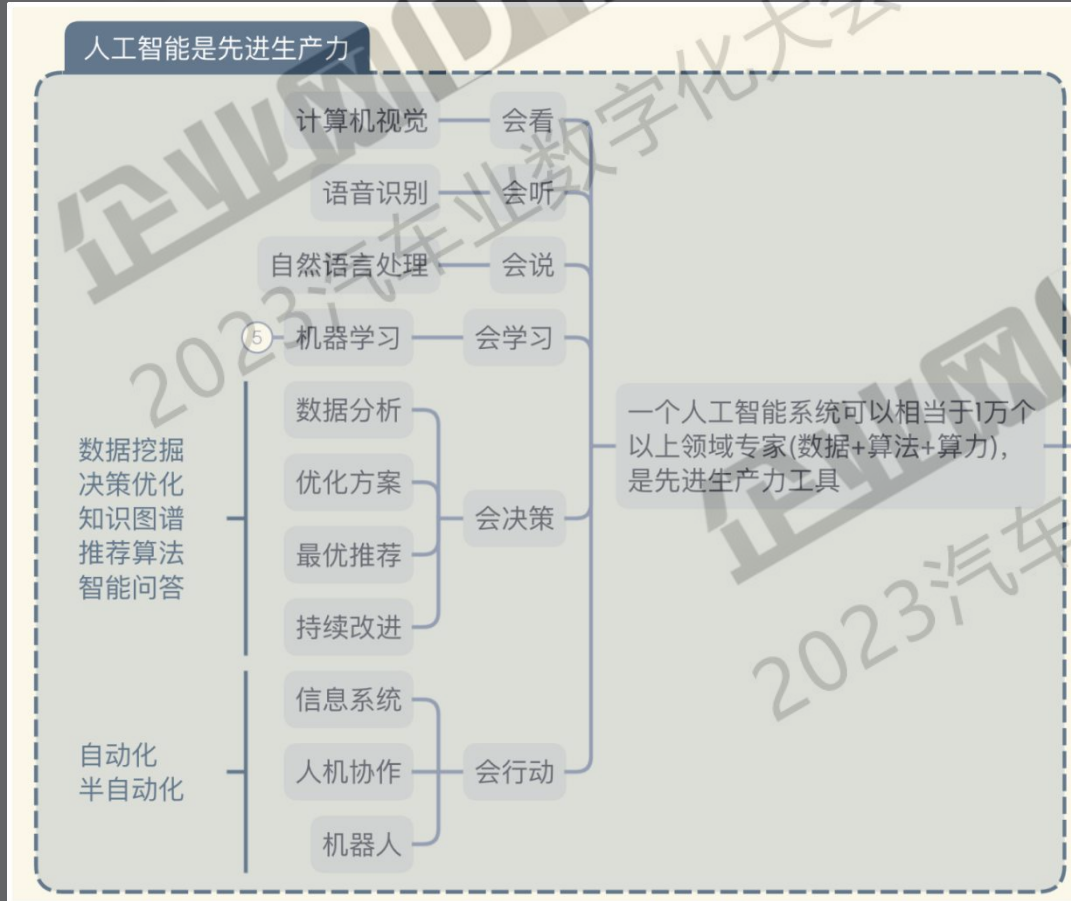 人工智能是先进生产力
计算机视觉
会看
语音识别
会听
自然语言处理
会说
5
机器学习
会学习
数据分析
优化方案
最优推荐
持续改进
会决策
数据挖掘
决策优化
知识图谱
推荐算法
智能问答
一个人工智能系统可以相当于1万个
以上领域专家(数据+算法+算力),
是先进生产力工具
信息系统
人机协作
机器人
会行动
自动化
半自动化
企业网D
2023汽车业数字化大会
企业网
2023汽车